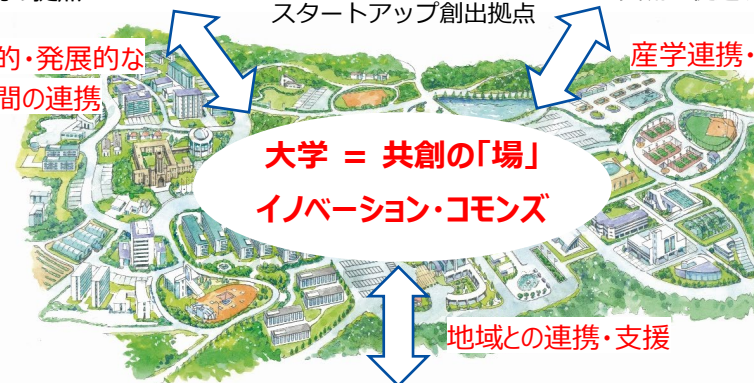 スタートアップ創出拠点
的・発展的な
間の連携
産学連携・
大学 = 共創の「場」
イノベーション・コモンズ
地域との連携・支援